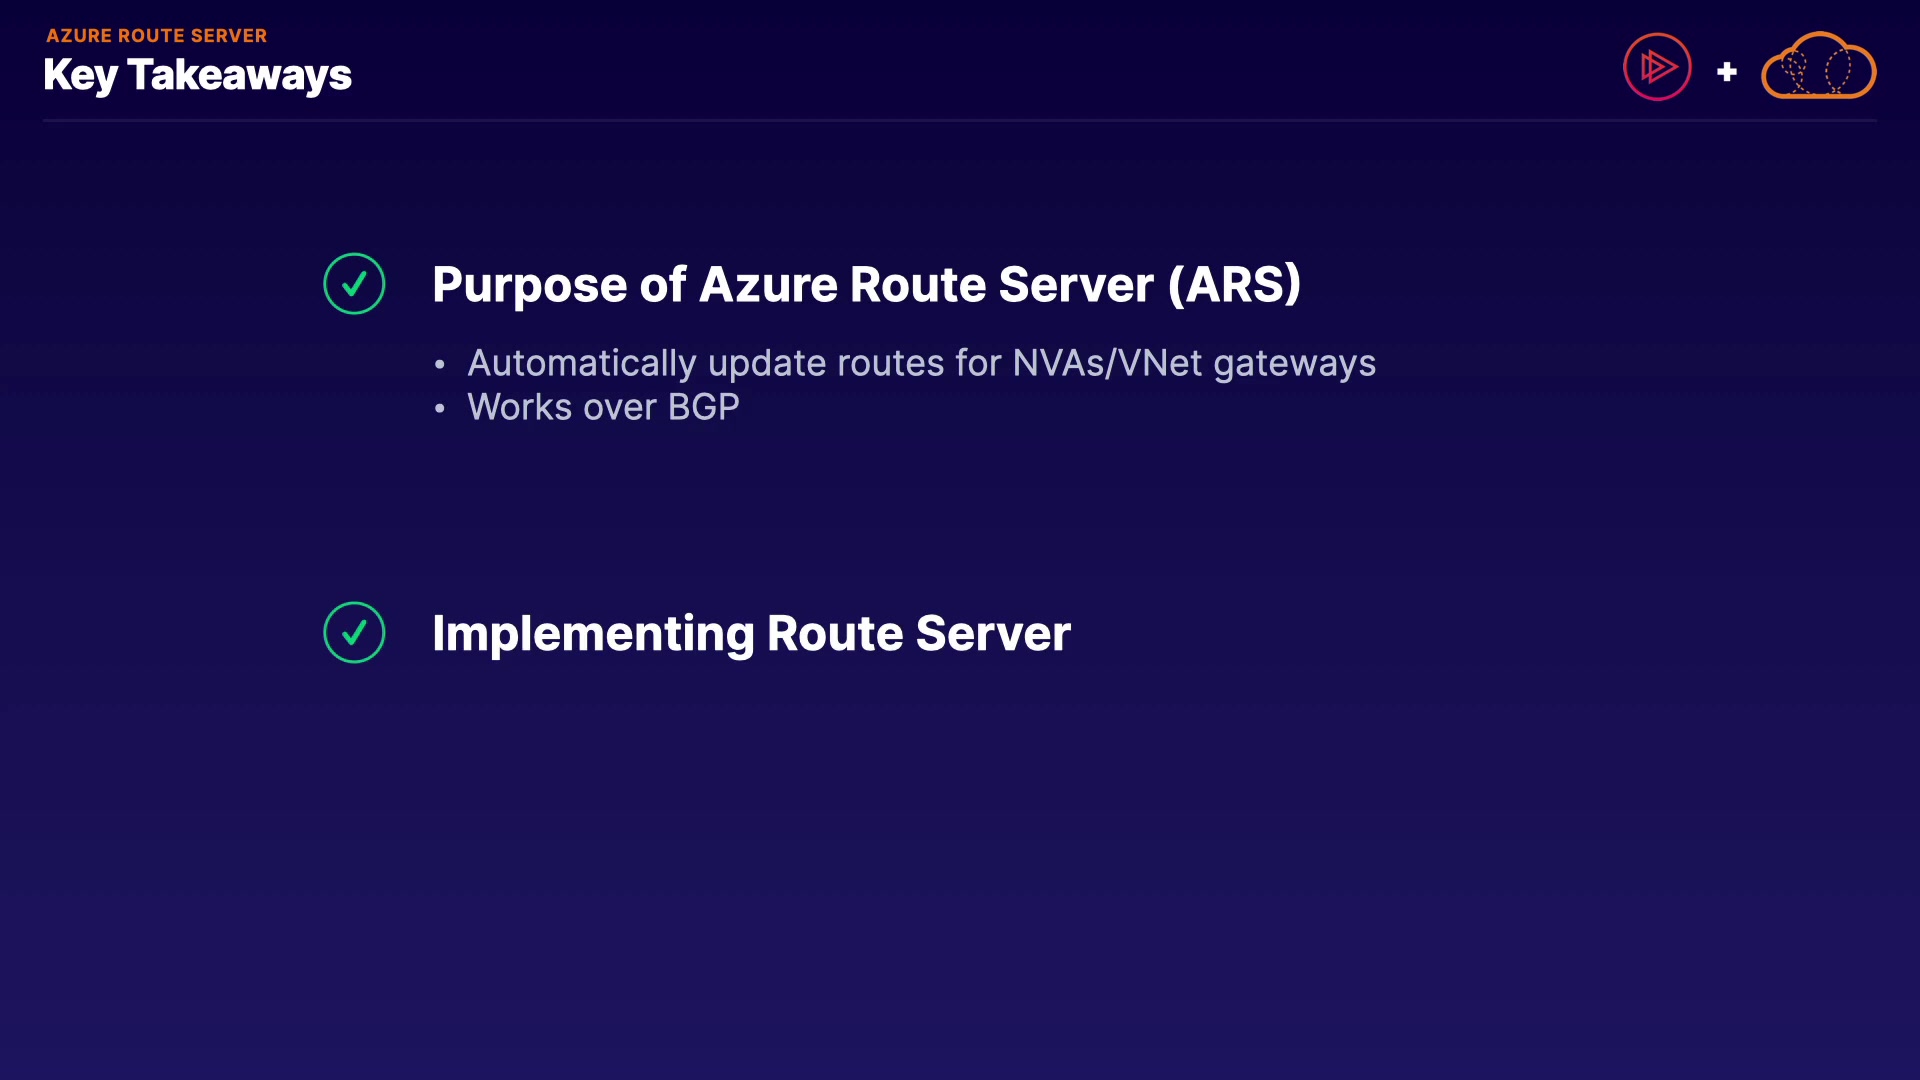 AZURE ROUTE SERVER
Key Takeaways
+
Purpose of Azure Route Server (ARS)
• Automatically update routes for NVAs/VNet gateways
• Works over BGP
Implementing Route Server